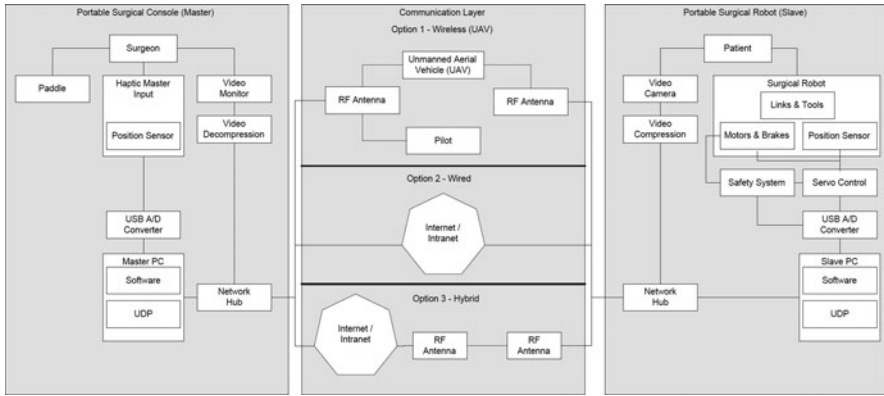 Portable Surgical Console (Master)
Surgeon
Paddle
Haptic Master
Input
Position Sensor
Video
Monitor
Video
Decompression
USB A/D
Converter
Master PC
Software
UDP
Network
Hub
Communication Layer
Option 1 - Wireless (UAV)
Unmanned Aerial
Vehicle (UAV)
RF Antenna
RF Antenna
Pilot
Option 2 - Wired
Internet /
Intranet
Option 3 - Hybrid
Internet /
Intranet
RF
Antenna
RF
Antenna
Portable Surgical Robot (Slave)
Patient
Video
Camera
Video
Compression
Surgical Robot
Links & Tools
Motors & Brakes
Position Sensor
Safety System
Servo Control
USB A/D
Converter
Slave PC
Software
UDP
Network
Hub